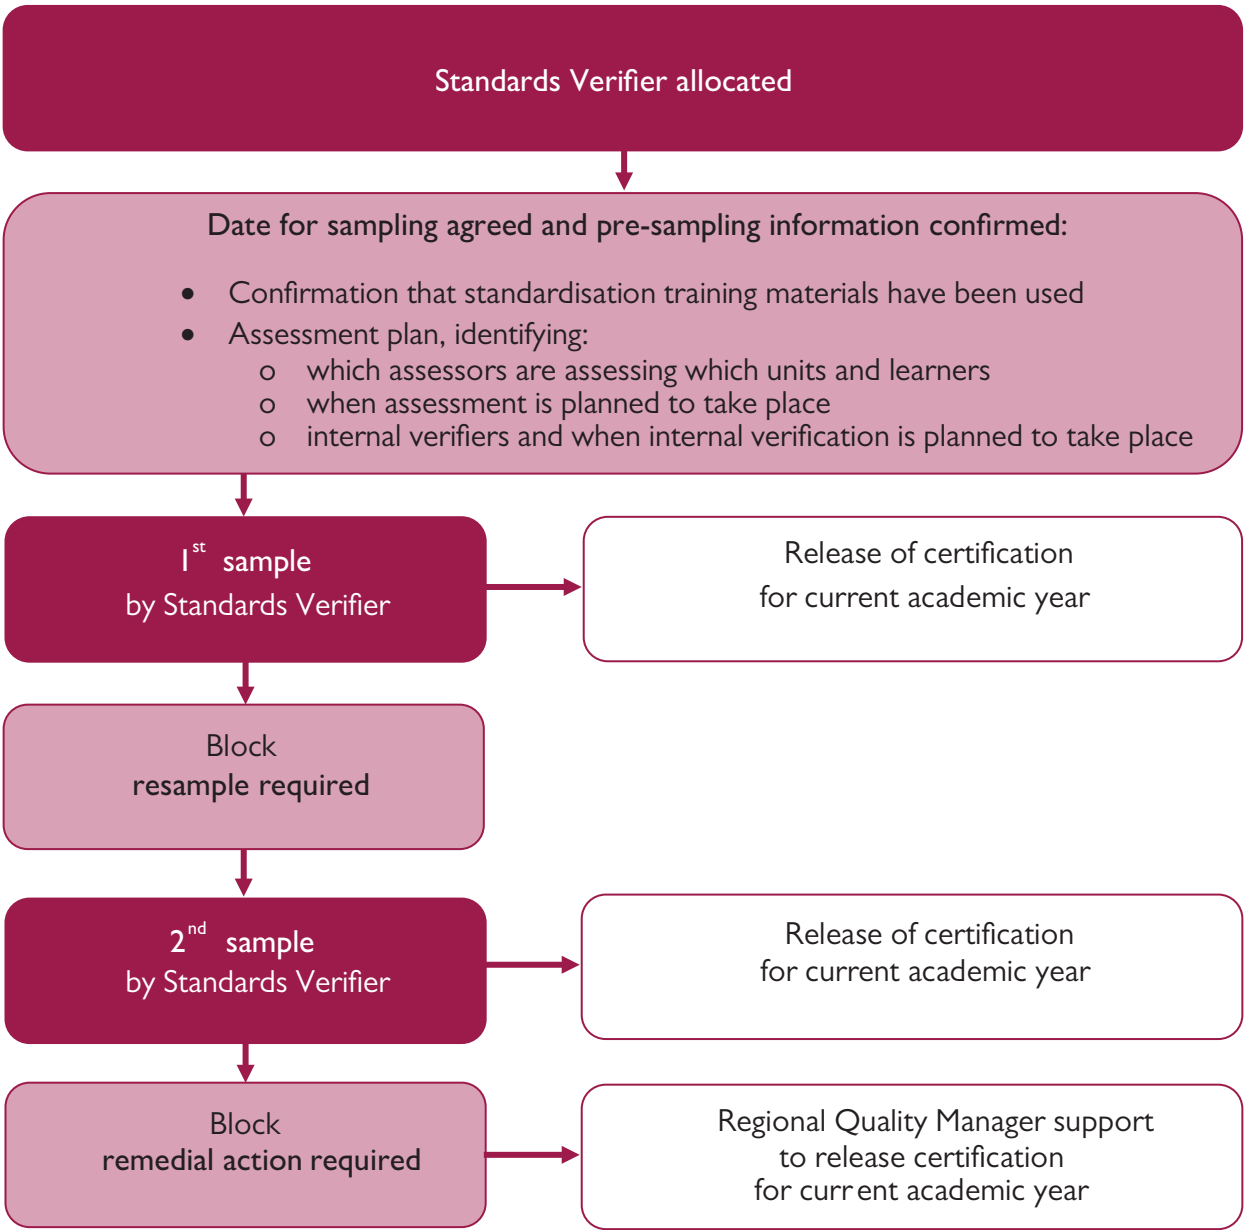 Standards Verifier allocated
Date for sampling agreed and pre-sampling information confirmed:
• Confirmation that standardisation training materials have been used
• Assessment plan, identifying:
o which assessors are assessing which units and learners
o when assessment is planned to take place
o internal verifiers and when internal verification is planned to take place
1st sample
by Standards Verifier
Release of certification
for current academic year
Block
resample required
2nd sample
by Standards Verifier
Release of certification
for current academic year
Block
remedial action required
Regional Quality Manager support
to release certification
for current academic year